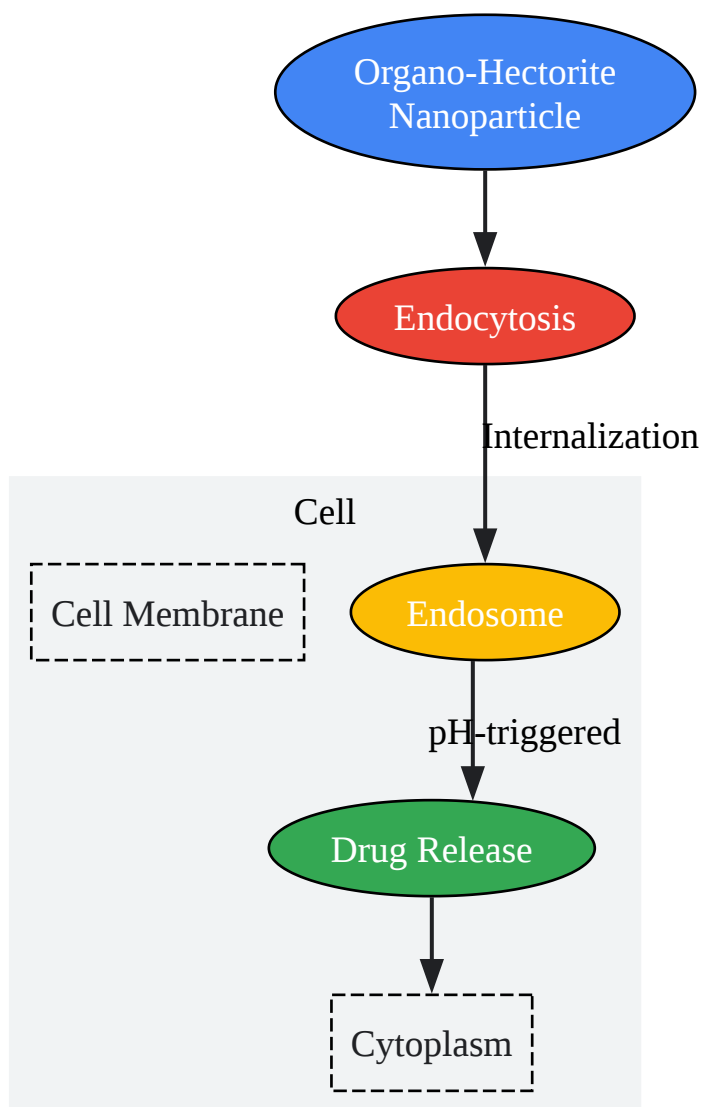 Organo-Hectorite
Nanoparticle
Endocytosis
Internalization
Cell
Cell Membrane
Endosome
pH-triggered
Drug Release
Cytoplasm